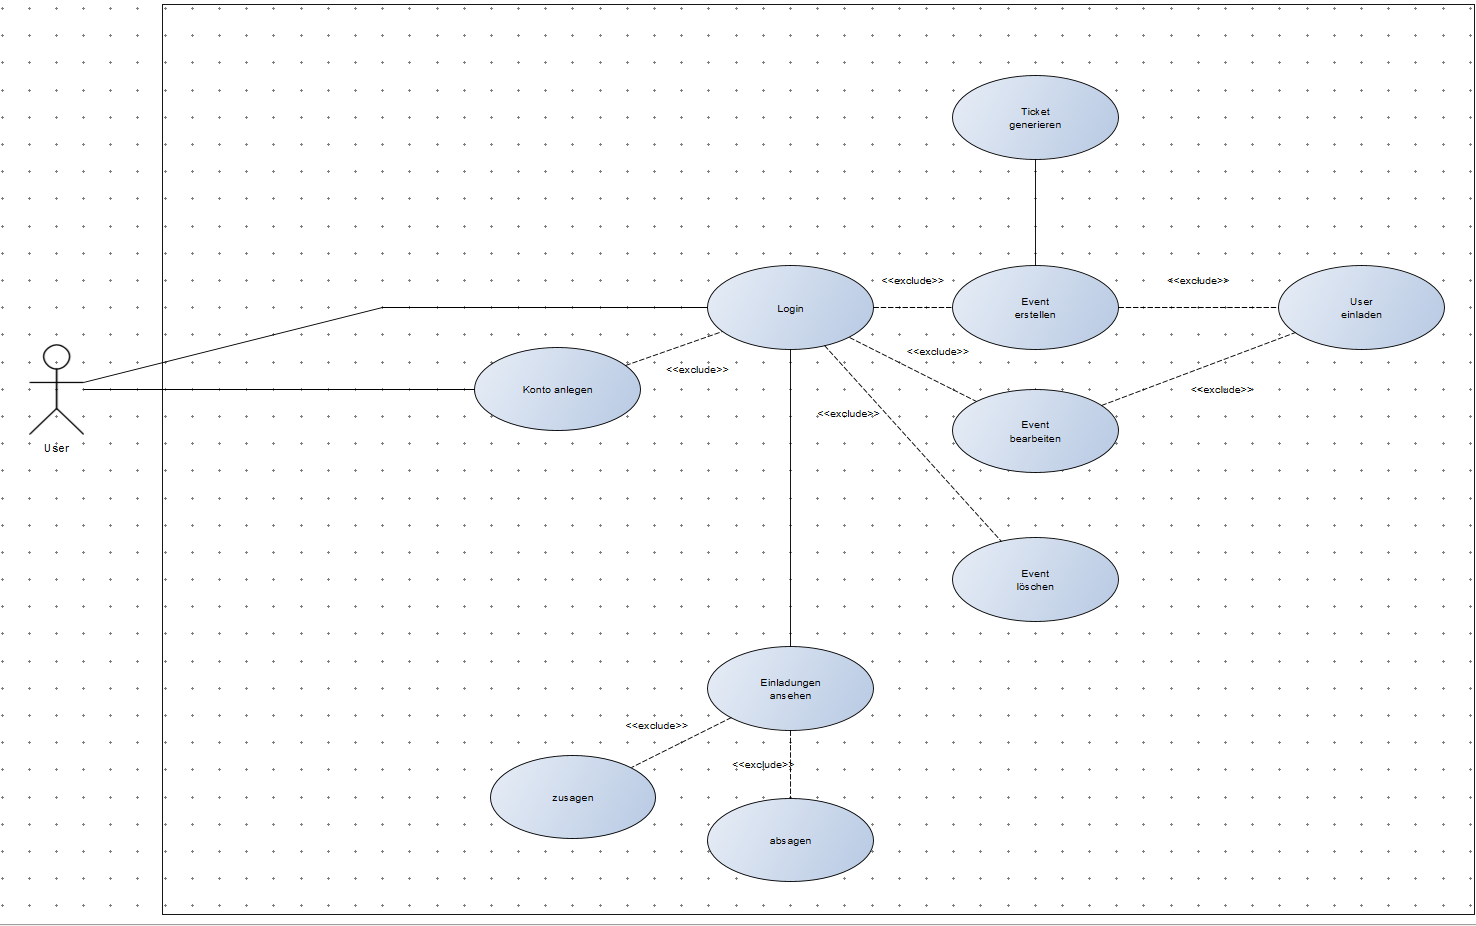 Ticket
generieren
<<exclude>>
<<exclude>>
Login
Event
erstellen
User
einladen
<<exclude>>
<<exclude>>
Konto anlegen
<<exclude>>
<<exclude>>
Event
bearbeiten
User
Event
löschen
Einladungen
ansehen
<<exclude>>
<<exclude>>
zusagen
absagen